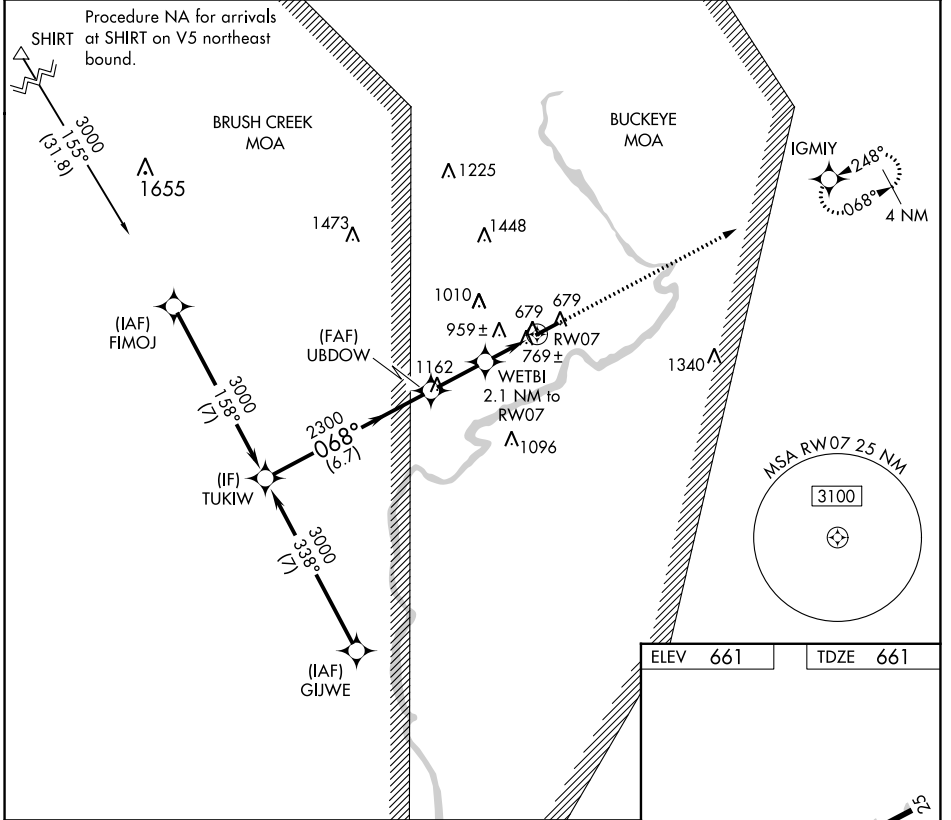 Procedure NA for arrivals
at SHIRT on V5 northeast
bound.
SHIRT
3000
155°
(31.8)
BRUSH CREEK
MOA
BUCKEYE
MOA
1655
1225
1473
1448
IGMIY
248°
068°
4 NM
(IAF)
FIMOJ
1010
679
679
959±
RW07
769±
(FAF)
UBDOW
1162
WETBI
2.1 NM to
RW07
1340
3000
158°
(7)
2300
068°
(6.7)
1096
(IF)
TUKIW
3000
338°
(7)
(IAF)
GIJWE
MSA RW07 25 NM
3100
ELEV 661
TDZE 661
25